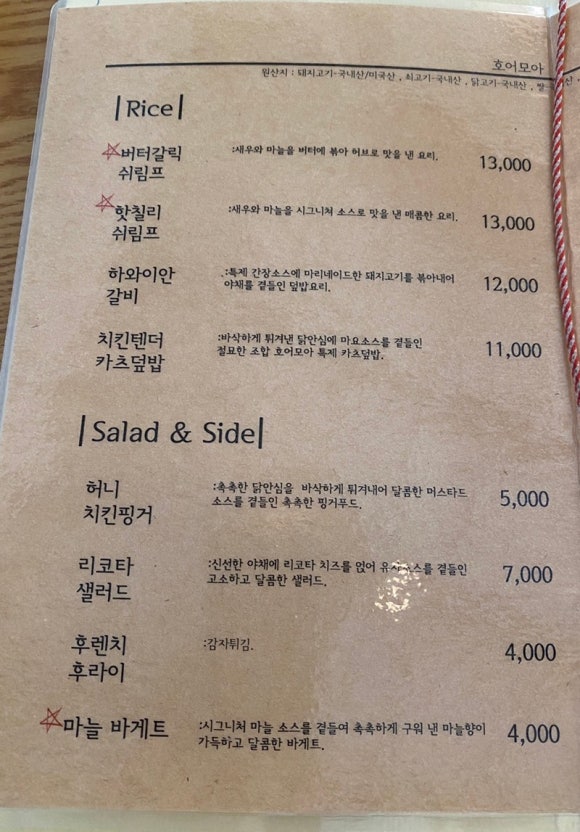 호어모아
원산지 : 돼지고기-국내산/미국산 , 쇠고기-국내산 , 닭고기-국내산 , 쌀-
산
|Rice|
버터갈릭
쉬림프
:새우와 마늘을 버터에 볶아 허브로 맛을 낸 요리.
13,000
핫칠리
쉬림프
:새우와 마늘을 시그니처 소스로 맛을 낸 매콤한 요리.
13,000
하와이안
갈비
:특제 간장소스에 마리네이드한 돼지고기를 볶아내어
야채를 곁들인 덮밥요리.
12,000
치킨텐더
카츠덮밥
:바삭하게 튀겨낸 닭안심에 마요소스를 곁들인
절묘한 조합 호어모아 특제 카츠덮밥.
11,000
|Salad & Side|
허니
치킨핑거
:촉촉한 닭안심을 바삭하게 튀겨내어 달콤한 머스타드
소스를 곁들인 촉촉한 핑거푸드.
5,000
리코타
샐러드
:신선한 야채에 리코타 치즈를 얹어 유자소스를 곁들인
고소하고 달콤한 샐러드.
7,000
후렌치
후라이
:감자튀김.
4,000
마늘 바게트
:시그니처 마늘 소스를 곁들여 촉촉하게 구워 낸 마늘향이
가득하고 달콤한 바게트.
4,000